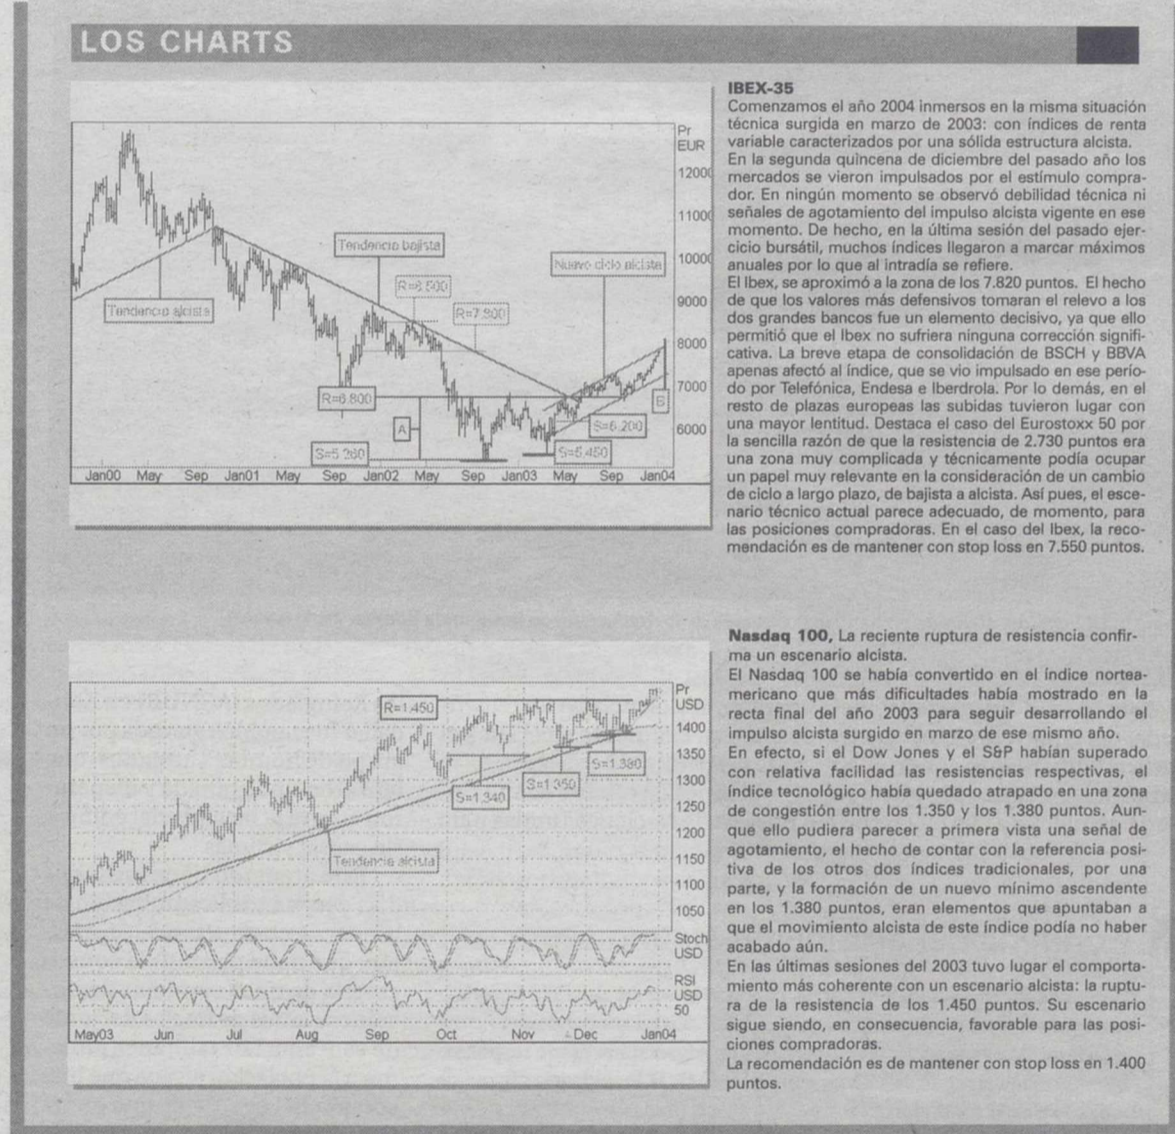 LOS CHARTS
Pr
EUR
12000
11000
10000
9000
8000
7000
6000
Tendencia bajista
Nuevo ciclo alcista
R=8.500
R=7.800
Tendencia alcista
R=6.800
A
B
S=6.200
S=5.260
S=5.450
Jan00 May Sep Jan01 May Sep Jan02 May Sep Jan03 May Sep Jan04
IBEX-35
Comenzamos el año 2004 inmersos en la misma situación
técnica surgida en marzo de 2003: con índices de renta
variable caracterizados por una sólida estructura alcista.
En la segunda quincena de diciembre del pasado año los
mercados se vieron impulsados por el estímulo compra-
dor. En ningún momento se observó debilidad técnica ni
señales de agotamiento del impulso alcista vigente en ese
momento. De hecho, en la última sesión del pasado ejer-
cicio bursátil, muchos índices llegaron a marcar máximos
anuales por lo que al intradía se refiere.
El Ibex, se aproximó a la zona de los 7.820 puntos. El hecho
de que los valores más defensivos tomaran el relevo a los
dos grandes bancos fue un elemento decisivo, ya que ello
permitió que el Ibex no sufriera ninguna corrección signifi-
cativa. La breve etapa de consolidación de BSCH y BBVA
apenas afectó al índice, que se vio impulsado en ese perío-
do por Telefónica, Endesa e Iberdrola. Por lo demás, en el
resto de plazas europeas las subidas tuvieron lugar con
una mayor lentitud. Destaca el caso del Eurostoxx 50 por
la sencilla razón de que la resistencia de 2.730 puntos era
una zona muy complicada y técnicamente podía ocupar
un papel muy relevante en la consideración de un cambio
de ciclo a largo plazo, de bajista a alcista. Así pues, el esce-
nario técnico actual parece adecuado, de momento, para
las posiciones compradoras. En el caso del Ibex, la reco-
mendación es de mantener con stop loss en 7.550 puntos.
Pr
USD
1400
1350
1300
1250
1200
1150
1100
1050
R=1.450
S=1.380
S=1.350
S=1.340
Tendencia alcista
Stoch
USD
RSI
USD
50
May03 Jun Jul Aug Sep Oct Nov Dec Jan04
Nasdaq 100, La reciente ruptura de resistencia confir-
ma un escenario alcista.
El Nasdaq 100 se había convertido en el índice nortea-
mericano que más dificultades había mostrado en la
recta final del año 2003 para seguir desarrollando el
impulso alcista surgido en marzo de ese mismo año.
En efecto, si el Dow Jones y el S&P habían superado
con relativa facilidad las resistencias respectivas, el
índice tecnológico había quedado atrapado en una zona
de congestión entre los 1.350 y los 1.380 puntos. Aun-
que ello pudiera parecer a primera vista una señal de
agotamiento, el hecho de contar con la referencia posi-
tiva de los otros dos índices tradicionales, por una
parte, y la formación de un nuevo mínimo ascendente
en los 1.380 puntos, eran elementos que apuntaban a
que el movimiento alcista de este índice podía no haber
acabado aún.
En las últimas sesiones del 2003 tuvo lugar el comporta-
miento más coherente con un escenario alcista: la ruptu-
ra de la resistencia de los 1.450 puntos. Su escenario
sigue siendo, en consecuencia, favorable para las posi-
ciones compradoras.
La recomendación es de mantener con stop loss en 1.400
puntos.